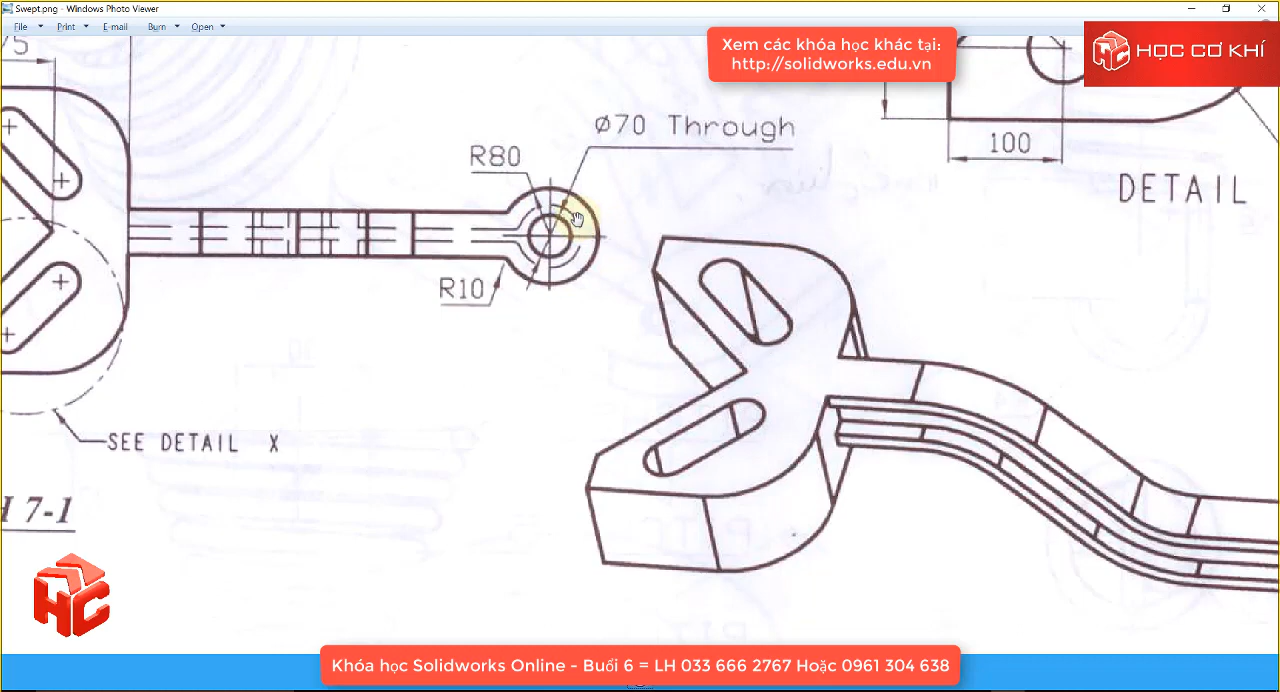 Swept.png - Windows Photo Viewer
File Print E-mail Burn Open
Xem các khóa học khác tại:
http://solidworks.edu.vn
HỌC CƠ KHÍ
75
Ø70 Through
R80
100
DETAIL
R10
SEE DETAIL X
7-1
HC
Khóa học Solidworks Online - Buổi 6 = LH 033 666 2767 Hoặc 0961 304 638